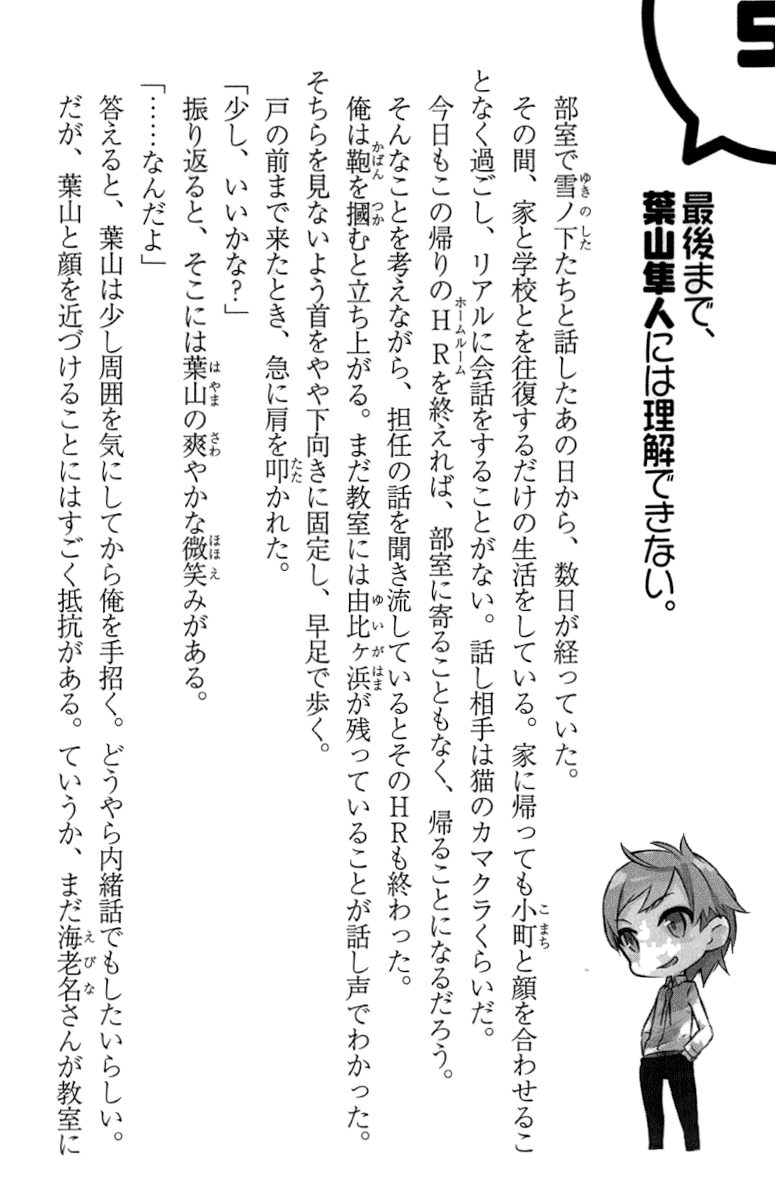 5
最後まで、
葉山隼人には理解できない。
部室で雪ノ下たちと話したあの日から、数日が経っていた。
その間、家と学校とを往復するだけの生活をしている。家に帰っても小町と顔を合わせるこ
となく過ごし、リアルに会話をすることがない。話し相手は猫のカマクラくらいだ。
今日もこの帰りのHRを終えれば、部室に寄ることもなく、帰ることになるだろう。
そんなことを考えながら、担任の話を聞き流しているとそのHRも終わった。
俺は鞄を摑むと立ち上がる。まだ教室には由比ヶ浜が残っていることが話し声でわかった。
そちらを見ないよう首をやや下向きに固定し、早足で歩く。
戸の前まで来たとき、急に肩を叩かれた。
「少し、いいかな?」
振り返ると、そこには葉山の爽やかな微笑みがある。
「……なんだよ」
答えると、葉山は少し周囲を気にしてから俺を手招く。どうやら内緒話でもしたいらしい。
だが、葉山と顔を近づけることにはすごく抵抗がある。ていうか、まだ海老名さんが教室に